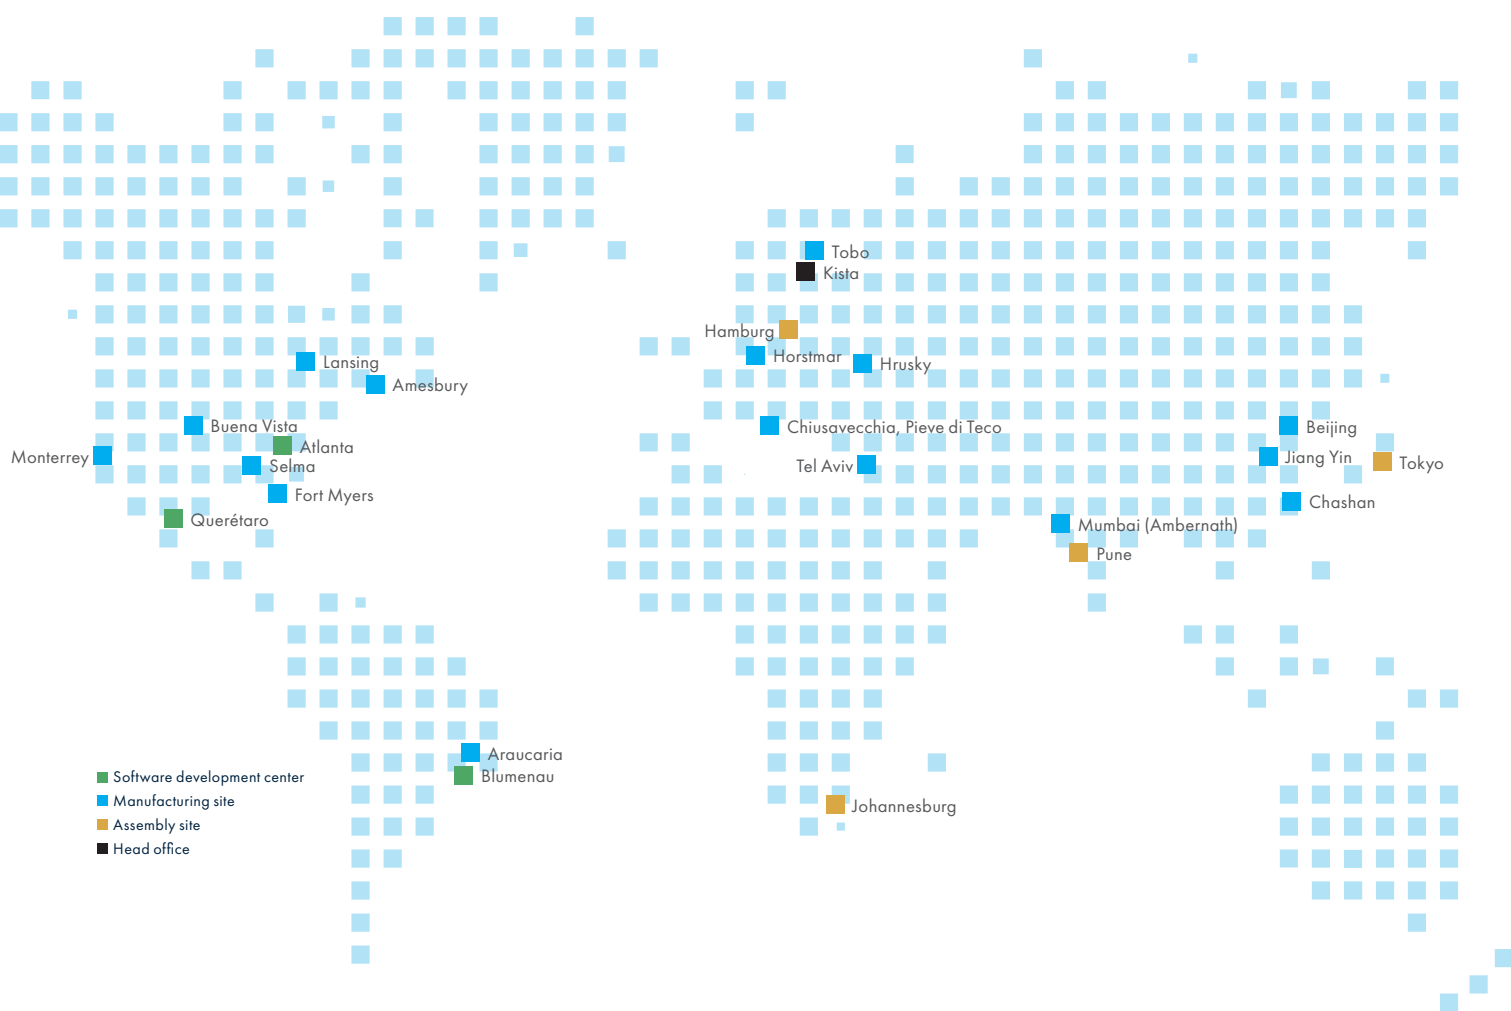 Tobo
Kista
Hamburg
Horstmar
Hrusky
Lansing
Amesbury
Buena Vista
Atlanta
Monterrey
Selma
Fort Myers
Querétaro
Chiusavecchia, Pieve di Teco
Tel Aviv
Beijing
Jiang Yin
Tokyo
Chashan
Mumbai (Ambernath)
Pune
Araucaria
Blumenau
Johannesburg
Software development center
Manufacturing site
Assembly site
Head office